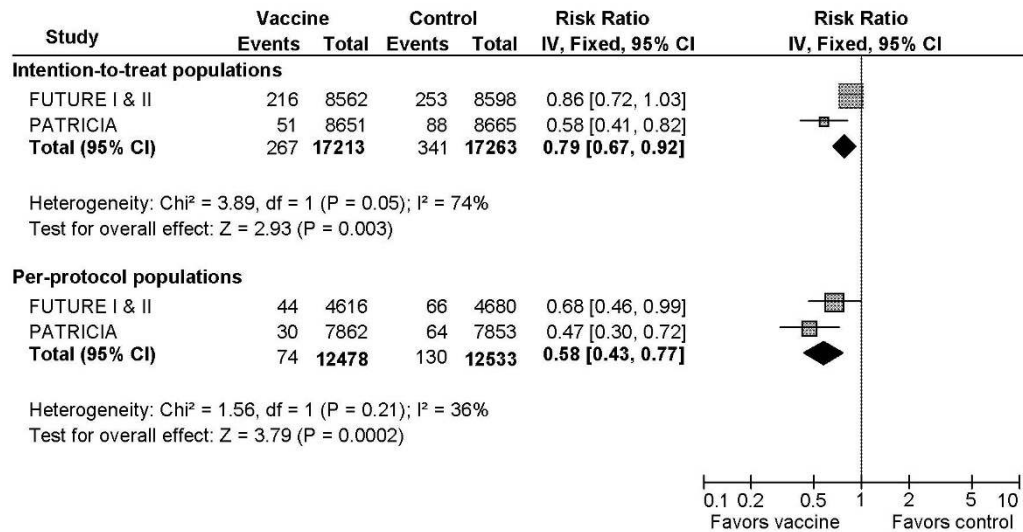 Study Vaccine Control Risk Ratio Risk Ratio
Events Total Events Total IV, Fixed, 95% CI IV, Fixed, 95% CI
Intention-to-treat populations
FUTURE I & II 216 8562 253 8598 0.86 [0.72, 1.03]
PATRICIA 51 8651 88 8665 0.58 [0.41, 0.82]
Total (95% CI) 267 17213 341 17263 0.79 [0.67, 0.92]
Heterogeneity: Chi² = 3.89, df = 1 (P = 0.05); I² = 74%
Test for overall effect: Z = 2.93 (P = 0.003)
Per-protocol populations
FUTURE I & II 44 4616 66 4680 0.68 [0.46, 0.99]
PATRICIA 30 7862 64 7853 0.47 [0.30, 0.72]
Total (95% CI) 74 12478 130 12533 0.58 [0.43, 0.77]
Heterogeneity: Chi² = 1.56, df = 1 (P = 0.21); I² = 36%
Test for overall effect: Z = 3.79 (P = 0.0002)
0.1 0.2 0.5 1 2 5 10
Favors vaccine Favors control